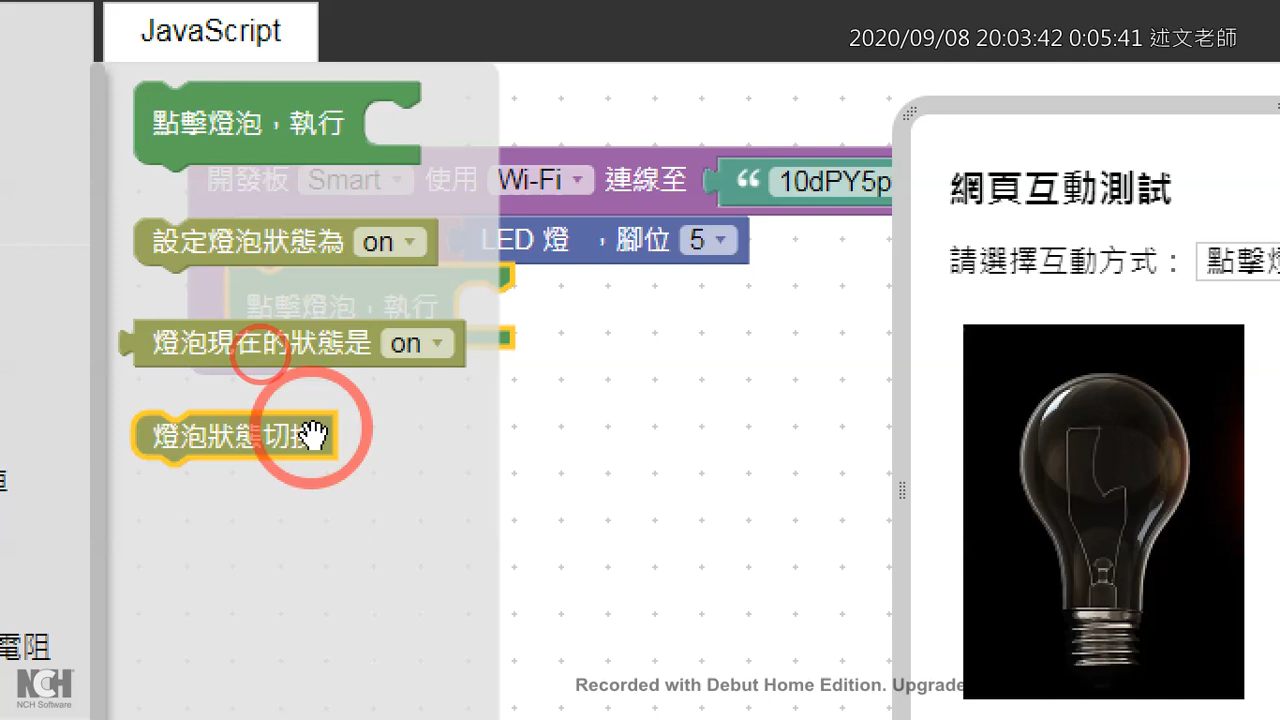 JavaScript
2020/09/08 20:03:42 0:05:41 述文老師
點擊燈泡，執行
開發板 Smart 使用 Wi-Fi 連線至 “ 10dPY5p
設定燈泡狀態為 on
LED 燈 ，腳位 5
點擊燈泡，執行
燈泡現在的狀態是 on
燈泡狀態切
網頁互動測試
請選擇互動方式： 點擊
電阻
NCH
NCH Software
Recorded with Debut Home Edition. Upgrade